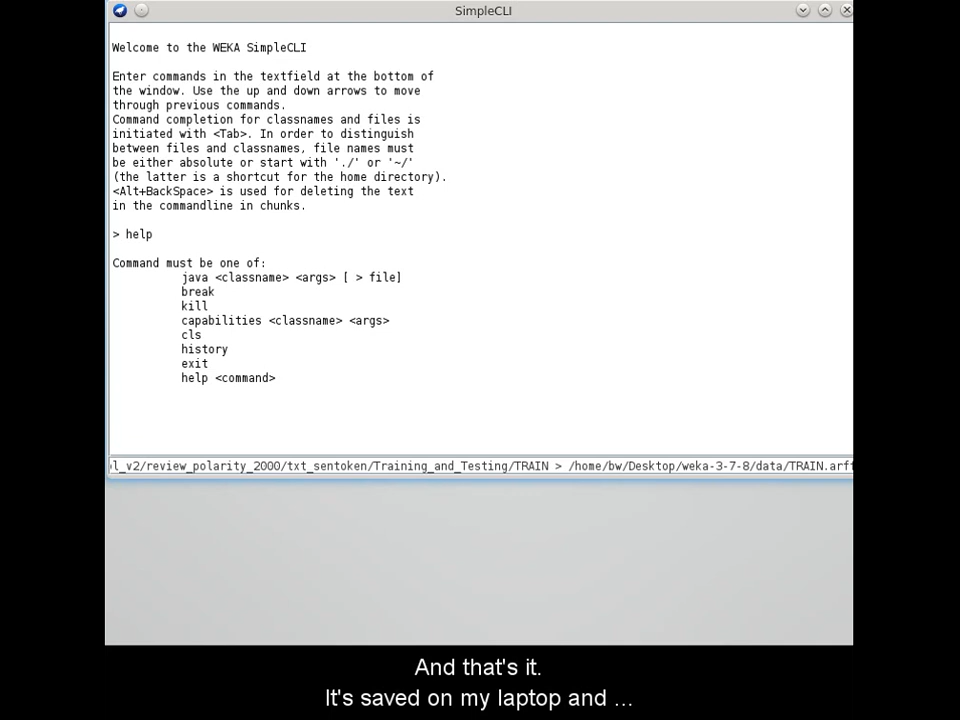 SimpleCLI
Welcome to the WEKA SimpleCLI
Enter commands in the textfield at the bottom of
the window. Use the up and down arrows to move
through previous commands.
Command completion for classnames and files is
initiated with <Tab>. In order to distinguish
between files and classnames, file names must
be either absolute or start with './' or '~/'
(the latter is a shortcut for the home directory).
<Alt+BackSpace> is used for deleting the text
in the commandline in chunks.
> help
Command must be one of:
java <classname> <args> [ > file]
break
kill
capabilities <classname> <args>
cls
history
exit
help <command>
l_v2/review_polarity_2000/txt_sentoken/Training_and_Testing/TRAIN > /home/bw/Desktop/weka-3-7-8/data/TRAIN.arff
And that's it.
It's saved on my laptop and ...